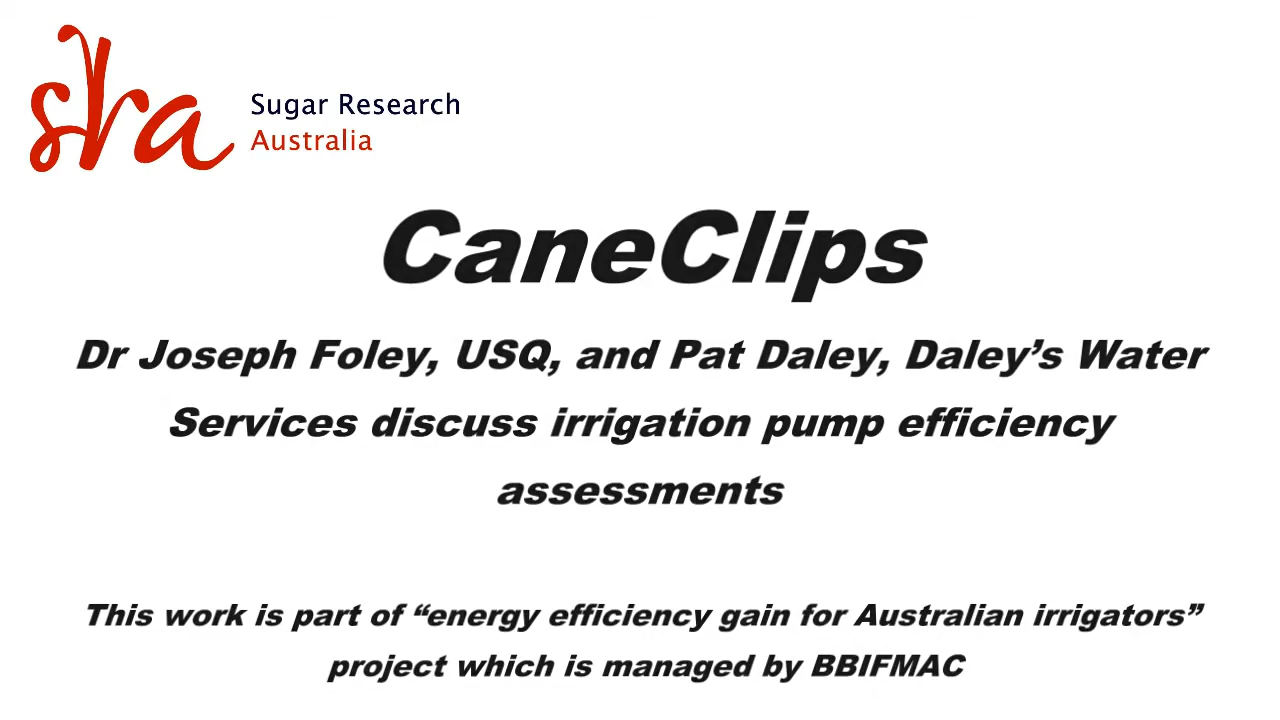 sra
Sugar Research
Australia
CaneClips
Dr Joseph Foley, USQ, and Pat Daley, Daley’s Water
Services discuss irrigation pump efficiency
assessments
This work is part of “energy efficiency gain for Australian irrigators”
project which is managed by BBIFMAC